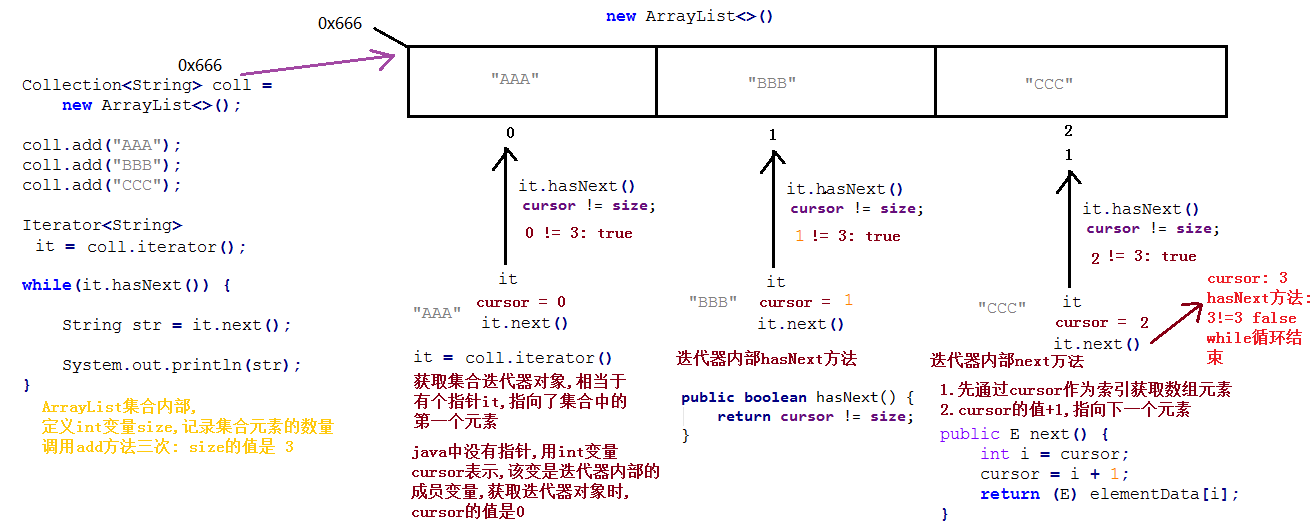 new ArrayList<>()
0x666
0x666
Collection<String> coll =
new ArrayList<>();
coll.add("AAA");
coll.add("BBB");
coll.add("CCC");
Iterator<String>
it = coll.iterator();
while(it.hasNext()) {
String str = it.next();
System.out.println(str);
}
ArrayList集合内部,
定义int变量size,记录集合元素的数量
调用add方法三次: size的值是 3
"AAA"
"BBB"
"CCC"
0
1
2
1
it.hasNext()
cursor != size;
0 != 3: true
it
cursor = 0
"AAA"
it.next()
it = coll.iterator()
获取集合迭代器对象,相当于
有个指针it,指向了集合中的
第一个元素
java中没有指针,用int变量
cursor表示,该变是迭代器内部的
成员变量,获取迭代器对象时,
cursor的值是0
it.hasNext()
cursor != size;
1 != 3: true
it
"BBB"
cursor = 1
it.next()
迭代器内部hasNext方法
public boolean hasNext() {
return cursor != size;
}
it.hasNext()
cursor != size;
2 != 3: true
it
"CCC"
cursor = 2
it.next()
cursor: 3
hasNext方法:
3!=3 false
while循环结
束
迭代器内部next方法
1.先通过cursor作为索引获取数组元素
2.cursor的值+1,指向下一个元素
public E next() {
int i = cursor;
cursor = i + 1;
return (E) elementData[i];
}